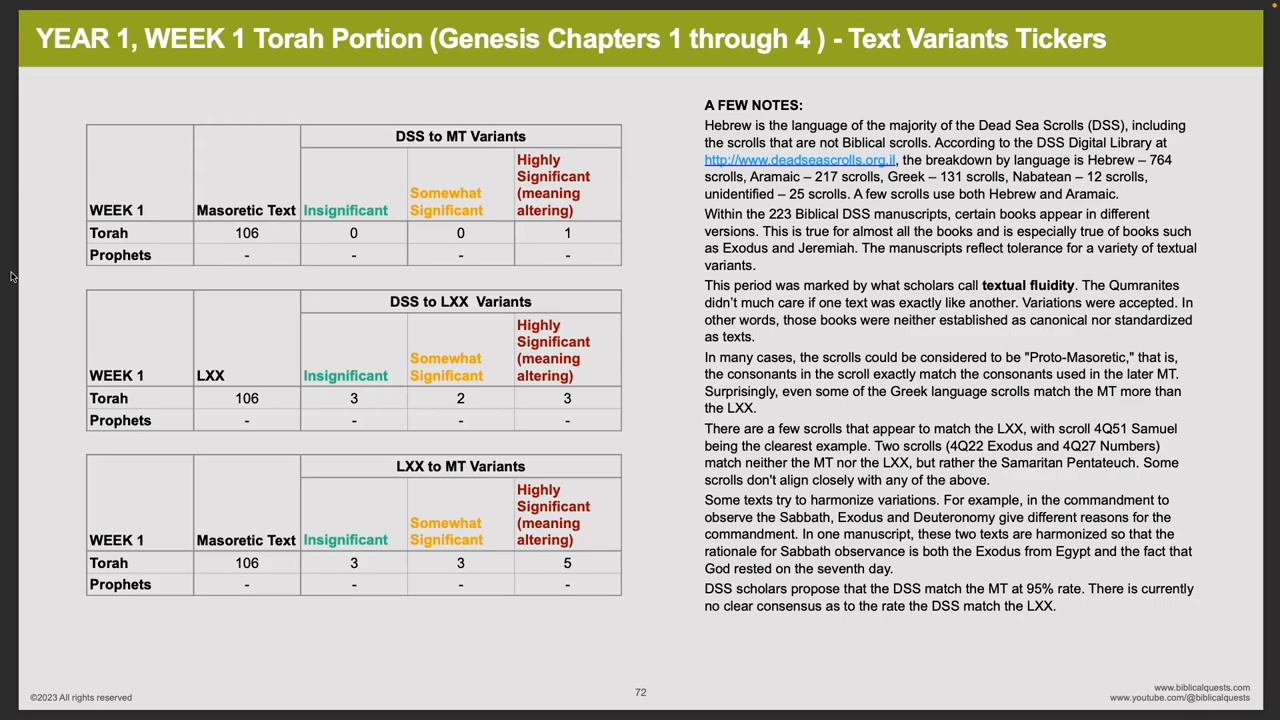 YEAR 1, WEEK 1 Torah Portion (Genesis Chapters 1 through 4 ) - Text Variants Tickers
DSS to MT Variants
WEEK 1 Masoretic Text Insignificant Somewhat Significant Highly Significant (meaning altering)
Torah 106 0 0 1
Prophets - - - -
DSS to LXX Variants
WEEK 1 LXX Insignificant Somewhat Significant Highly Significant (meaning altering)
Torah 106 3 2 3
Prophets - - - -
LXX to MT Variants
WEEK 1 Masoretic Text Insignificant Somewhat Significant Highly Significant (meaning altering)
Torah 106 3 3 5
Prophets - - - -
A FEW NOTES:
Hebrew is the language of the majority of the Dead Sea Scrolls (DSS), including
the scrolls that are not Biblical scrolls. According to the DSS Digital Library at
http://www.deadseascrolls.org.il, the breakdown by language is Hebrew – 764
scrolls, Aramaic – 217 scrolls, Greek – 131 scrolls, Nabatean – 12 scrolls,
unidentified – 25 scrolls. A few scrolls use both Hebrew and Aramaic.
Within the 223 Biblical DSS manuscripts, certain books appear in different
versions. This is true for almost all the books and is especially true of books such
as Exodus and Jeremiah. The manuscripts reflect tolerance for a variety of textual
variants.
This period was marked by what scholars call textual fluidity. The Qumranites
didn’t much care if one text was exactly like another. Variations were accepted. In
other words, those books were neither established as canonical nor standardized
as texts.
In many cases, the scrolls could be considered to be "Proto-Masoretic," that is,
the consonants in the scroll exactly match the consonants used in the later MT.
Surprisingly, even some of the Greek language scrolls match the MT more than
the LXX.
There are a few scrolls that appear to match the LXX, with scroll 4Q51 Samuel
being the clearest example. Two scrolls (4Q22 Exodus and 4Q27 Numbers)
match neither the MT nor the LXX, but rather the Samaritan Pentateuch. Some
scrolls don't align closely with any of the above.
Some texts try to harmonize variations. For example, in the commandment to
observe the Sabbath, Exodus and Deuteronomy give different reasons for the
commandment. In one manuscript, these two texts are harmonized so that the
rationale for Sabbath observance is both the Exodus from Egypt and the fact that
God rested on the seventh day.
DSS scholars propose that the DSS match the MT at 95% rate. There is currently
no clear consensus as to the rate the DSS match the LXX.
©2023 All rights reserved
72
www.biblicalquests.com
www.youtube.com/@biblicalquests